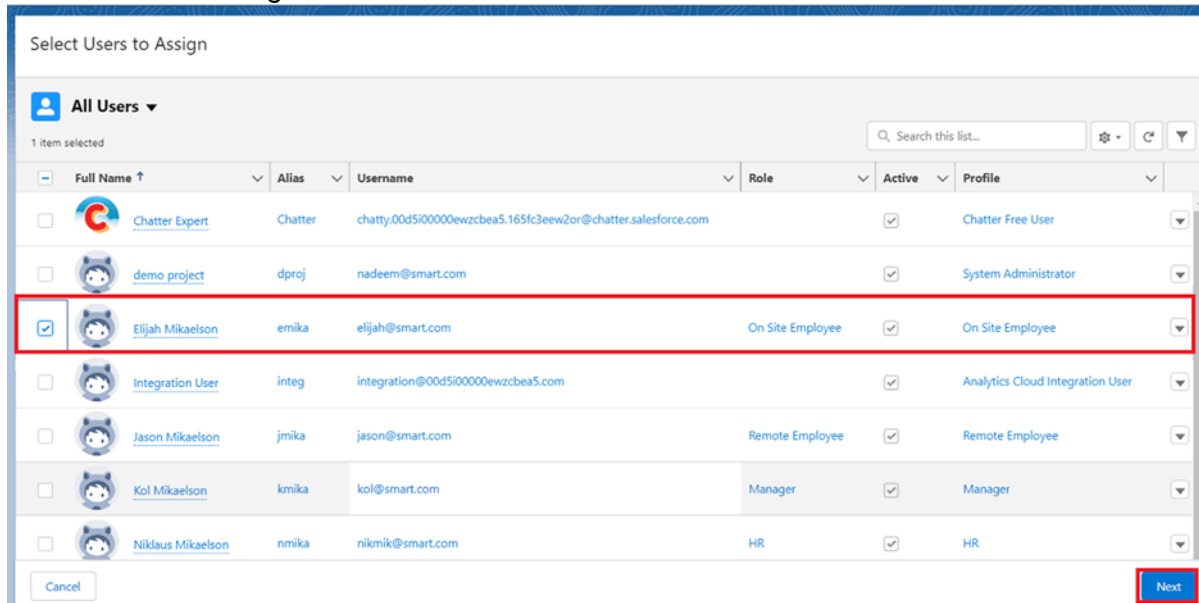 Select Users to Assign
All Users
1 item selected
Search this list...
Full Name Alias Username Role Active Profile
Chatter Expert Chatter chatty.00d5i00000ewzcbea5.165fc3eew2or@chatter.salesforce.com Chatter Free User
demo project dproj nadeem@smart.com System Administrator
Elijah Mikaelson emika elijah@smart.com On Site Employee On Site Employee
Integration User integ integration@00d5i00000ewzcbea5.com Analytics Cloud Integration User
Jason Mikaelson jmika jason@smart.com Remote Employee Remote Employee
Kol Mikaelson kmika kol@smart.com Manager Manager
Niklaus Mikaelson nmika nikmik@smart.com HR HR
Cancel Next